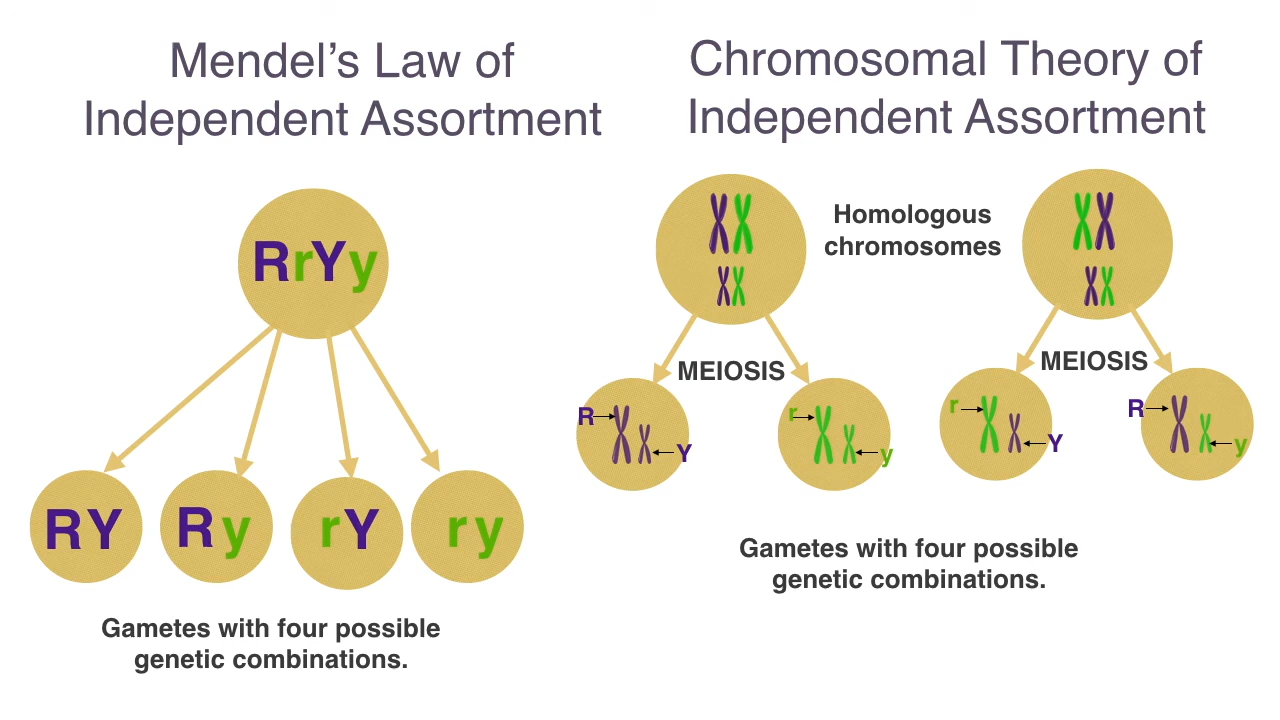 Mendel’s Law of
Independent Assortment
RrYy
RY
Ry
rY
ry
Gametes with four possible
genetic combinations.
Chromosomal Theory of
Independent Assortment
Homologous
chromosomes
MEIOSIS
MEIOSIS
R
Y
r
y
r
Y
R
y
Gametes with four possible
genetic combinations.